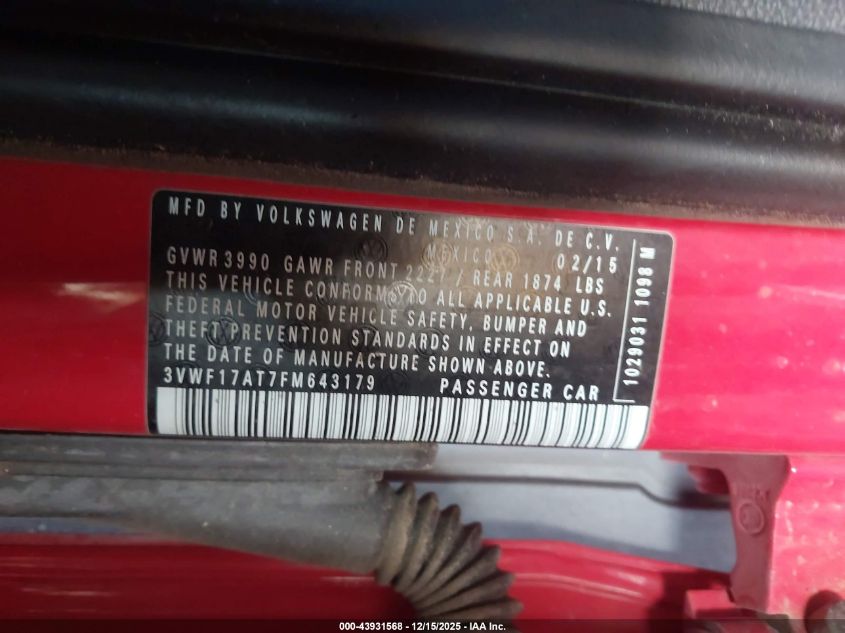 MFD BY VOLKSWAGEN DE MEXICO S.A. DE C.V.
MEXICO 02/15
GVWR 3990 GAWR FRONT 2227 / REAR 1874 LBS
THIS VEHICLE CONFORMS TO ALL APPLICABLE U.S.
FEDERAL MOTOR VEHICLE SAFETY, BUMPER AND
THEFT PREVENTION STANDARDS IN EFFECT ON
THE DATE OF MANUFACTURE SHOWN ABOVE.
3VWF17AT7FM643179 PASSENGER CAR
1029031 1098 M
000-43931568 - 12/15/2025 - IAA Inc.